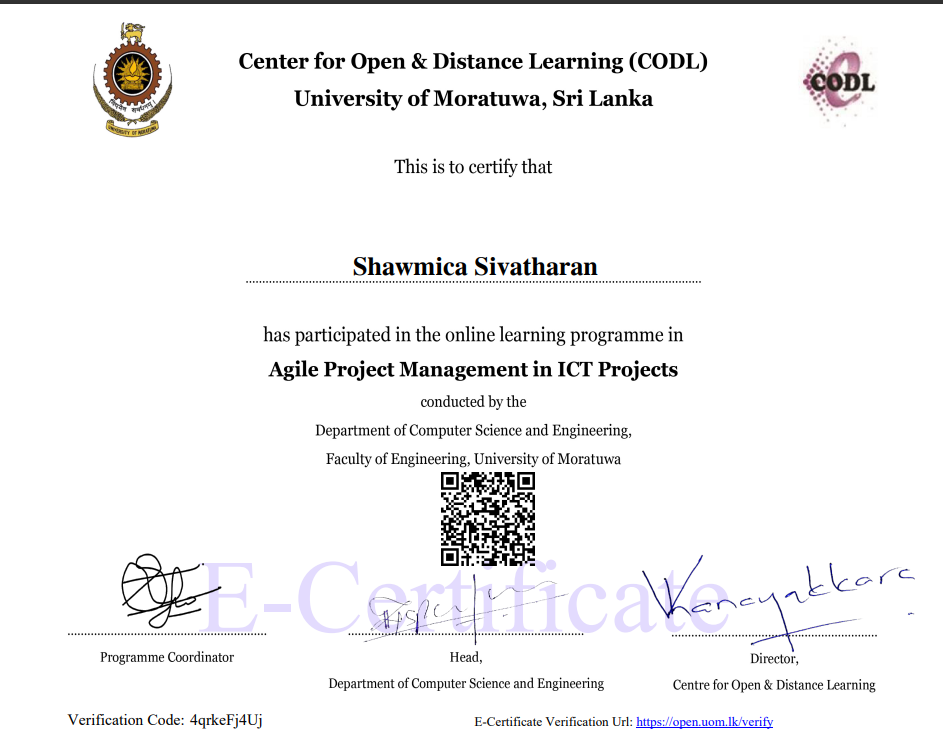 Center for Open & Distance Learning (CODL)
University of Moratuwa, Sri Lanka
CODL
UNIVERSITY OF MORATUWA
This is to certify that
Shawmica Sivatharan
has participated in the online learning programme in
Agile Project Management in ICT Projects
conducted by the
Department of Computer Science and Engineering,
Faculty of Engineering, University of Moratuwa
E-Certificate
Programme Coordinator
Head,
Department of Computer Science and Engineering
Director,
Centre for Open & Distance Learning
Verification Code: 4qrkeFj4Uj
E-Certificate Verification Url: https://open.uom.lk/verify